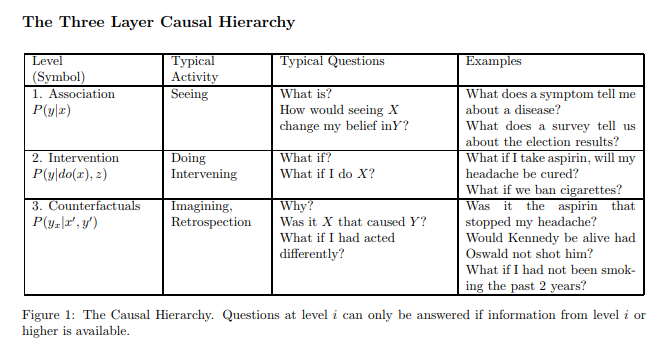 The Three Layer Causal Hierarchy
Level
(Symbol)
Typical
Activity
Typical Questions
Examples
1. Association
P(y|x)
Seeing
What is?
How would seeing X
change my belief inY?
What does a symptom tell me
about a disease?
What does a survey tell us
about the election results?
2. Intervention
P(y|do(x), z)
Doing
Intervening
What if?
What if I do X?
What if I take aspirin, will my
headache be cured?
What if we ban cigarettes?
3. Counterfactuals
P(yₓ|x′, y′)
Imagining,
Retrospection
Why?
Was it X that caused Y?
What if I had acted
differently?
Was it the aspirin that
stopped my headache?
Would Kennedy be alive had
Oswald not shot him?
What if I had not been smok-
ing the past 2 years?
Figure 1: The Causal Hierarchy. Questions at level i can only be answered if information from level i or
higher is available.